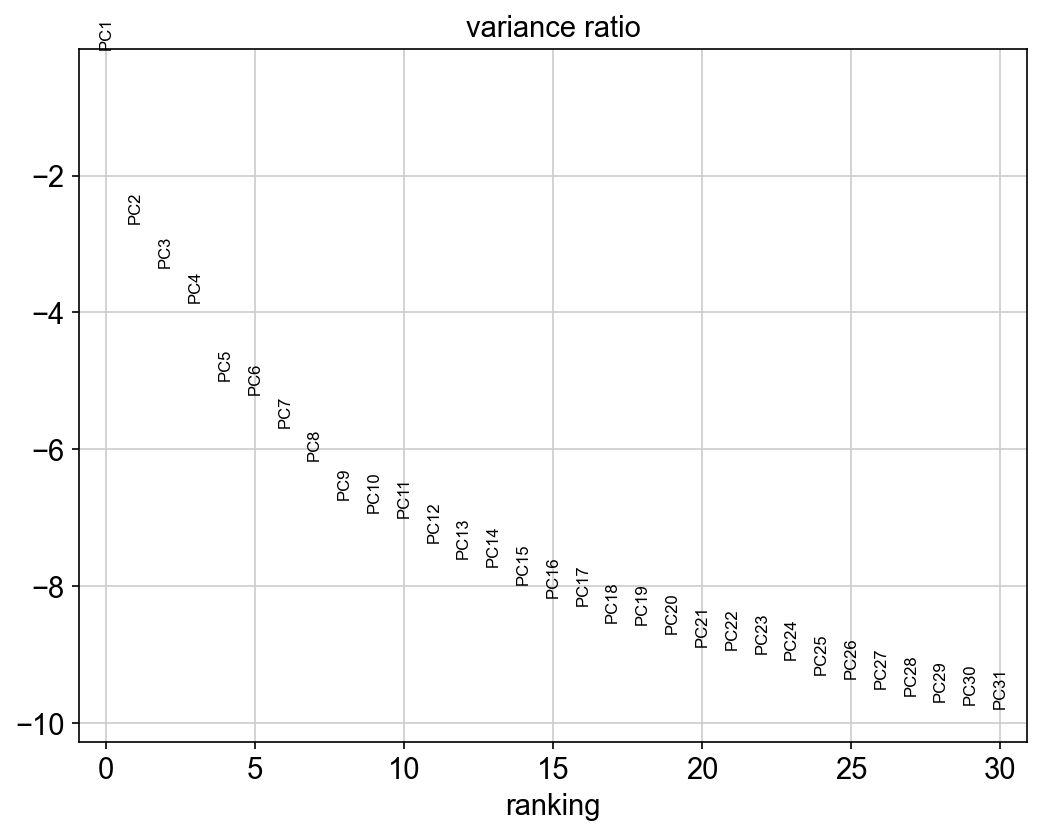 variance ratio
PC1
PC2
PC3
PC4
PC5
PC6
PC7
PC8
PC9
PC10
PC11
PC12
PC13
PC14
PC15
PC16
PC17
PC18
PC19
PC20
PC21
PC22
PC23
PC24
PC25
PC26
PC27
PC28
PC29
PC30
PC31
−2
−4
−6
−8
−10
0 5 10 15 20 25 30
ranking